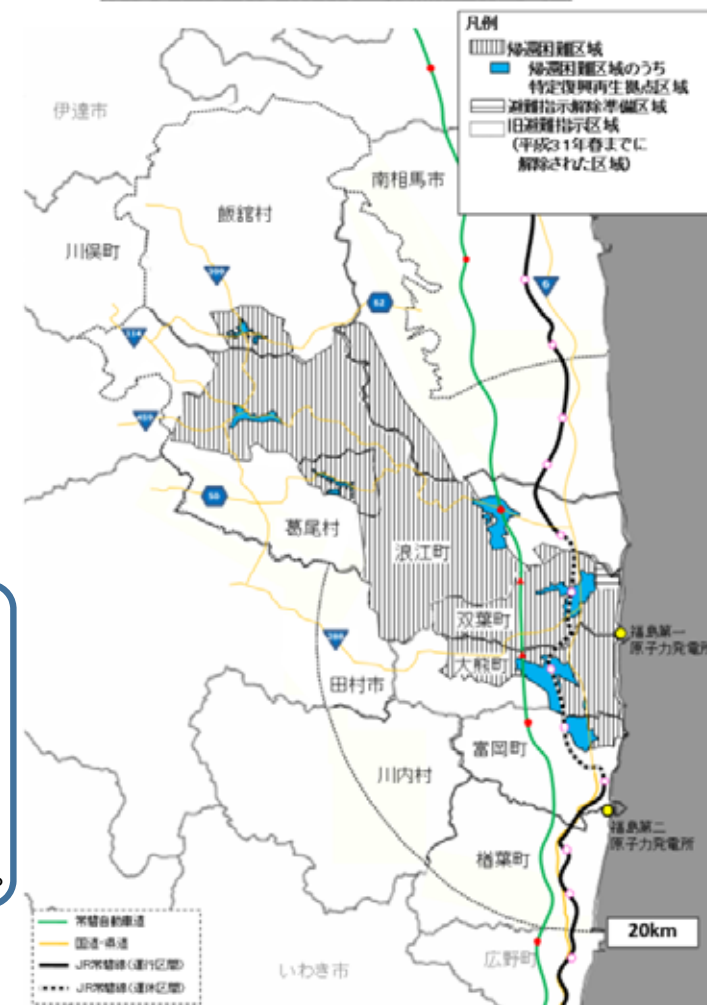 凡例
帰還困難区域
帰還困難区域のうち
特定復興再生拠点区域
避難指示解除準備区域
旧避難指示区域
(平成31年春までに
解除された区域)
伊達市
南相馬市
飯舘村
川俣町
399
62
6
114
459
50
葛尾村
浪江町
双葉町
福島第一
原子力発電所
大熊町
田村市
富岡町
川内村
福島第二
原子力発電所
楢葉町
20km
広野町
いわき市
常磐自動車道
国道・県道
JR常磐線(運行区間)
JR常磐線(運休区間)